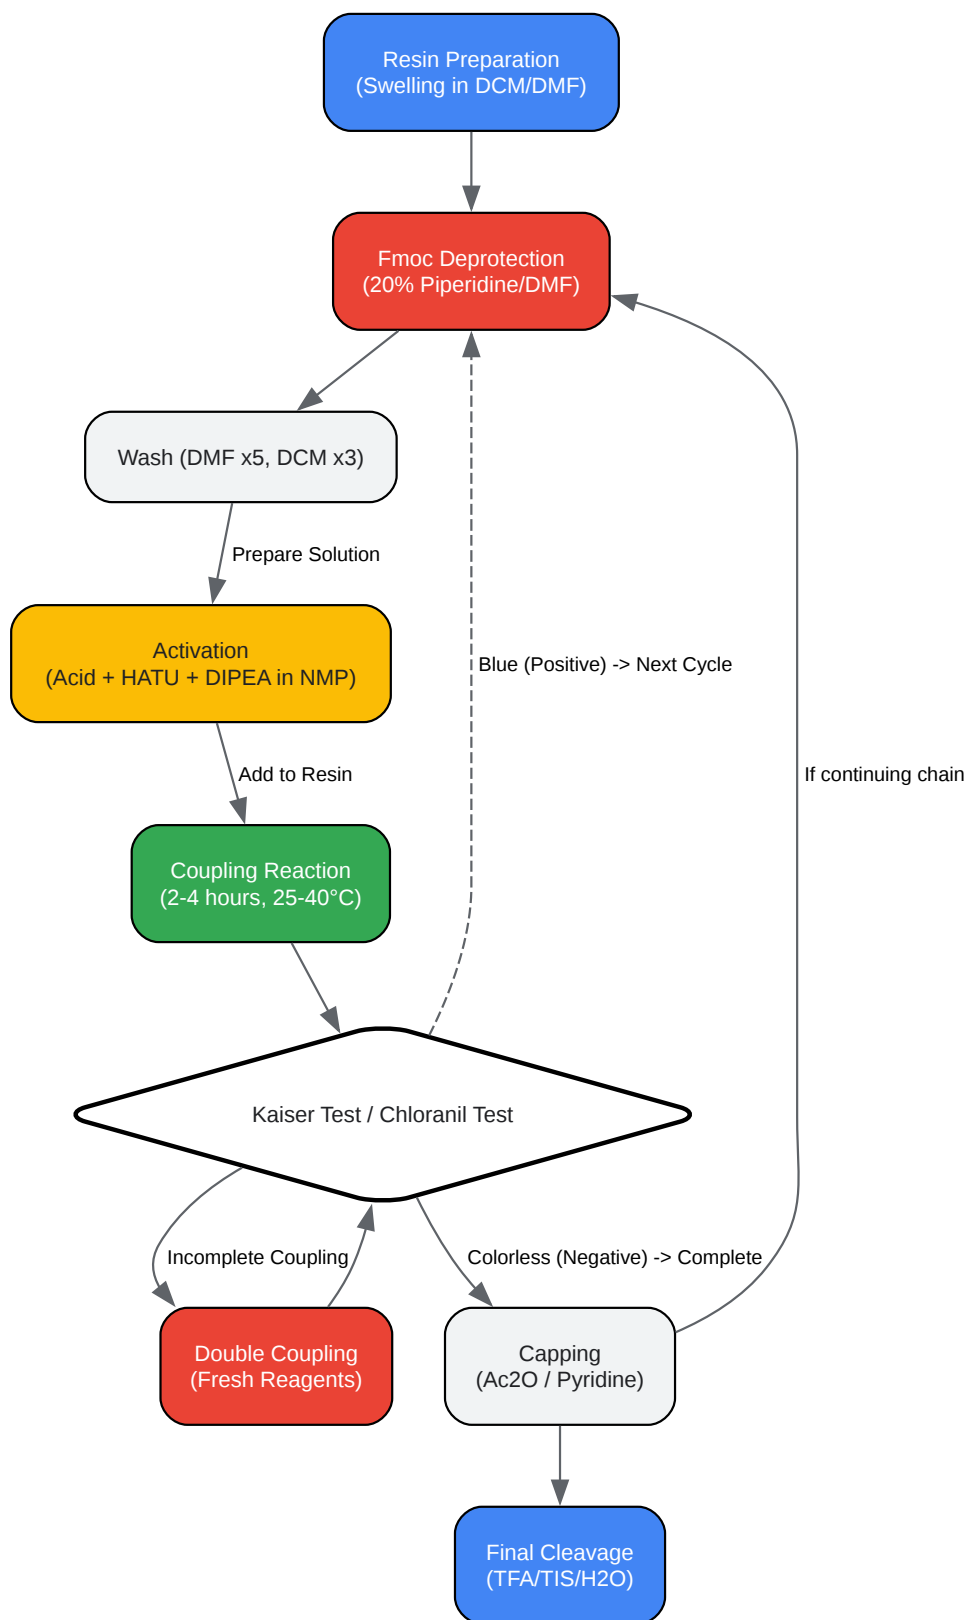 Resin Preparation
(Swelling in DCM/DMF)
Fmoc Deprotection
(20% Piperidine/DMF)
Wash (DMF x5, DCM x3)
Prepare Solution
Activation
(Acid + HATU + DIPEA in NMP)
Blue (Positive) -> Next Cycle
Add to Resin
If continuing chain
Coupling Reaction
(2-4 hours, 25-40°C)
Kaiser Test / Chloranil Test
Incomplete Coupling
Colorless (Negative) -> Complete
Double Coupling
(Fresh Reagents)
Capping
(Ac2O / Pyridine)
Final Cleavage
(TFA/TIS/H2O)